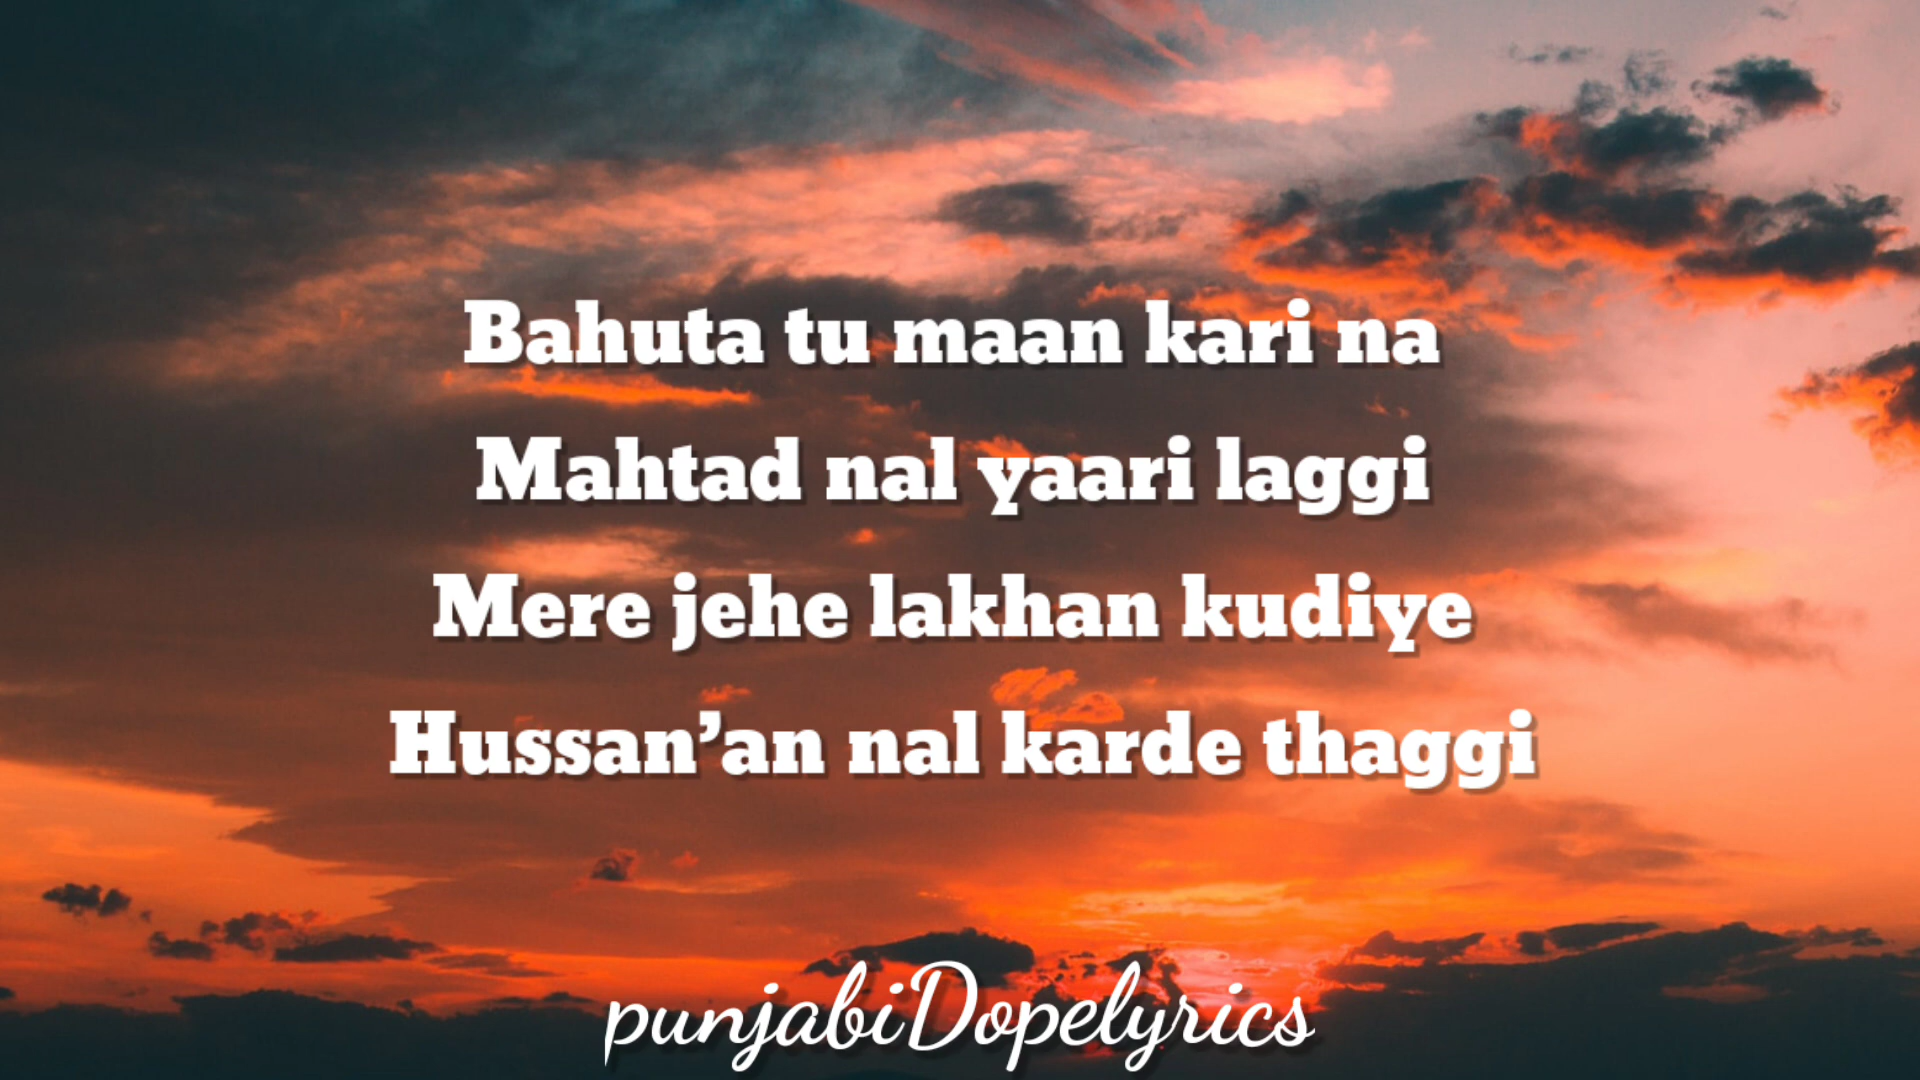 Bahuta tu maan kari na
Mahtad nal yaari laggi
Mere jehe lakhan kudiye
Hussan’an nal karde thaggi
punjabiDopelyrics